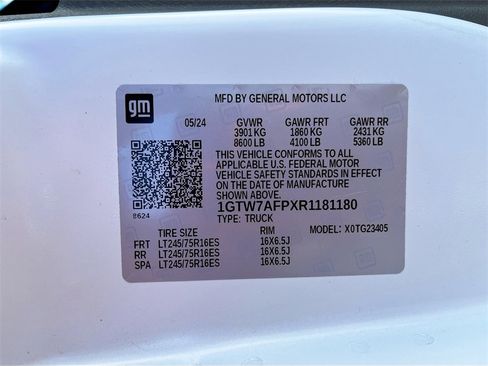 gm
MFD BY GENERAL MOTORS LLC
05/24 GVWR GAWR FRT GAWR RR
3901 KG 1860 KG 2431 KG
8600 LB 4100 LB 5360 LB
THIS VEHICLE CONFORMS TO ALL
APPLICABLE U.S. FEDERAL MOTOR
VEHICLE SAFETY STANDARDS IN EFFECT
ON THE DATE OF MANUFACTURE
SHOWN ABOVE.
1GTW7AFPXR1181180
8624 TYPE: TRUCK
TIRE SIZE RIM MODEL: X0TG23405
FRT LT245/75R16ES 16X6.5J
RR LT245/75R16ES 16X6.5J
SPA LT245/75R16ES 16X6.5J